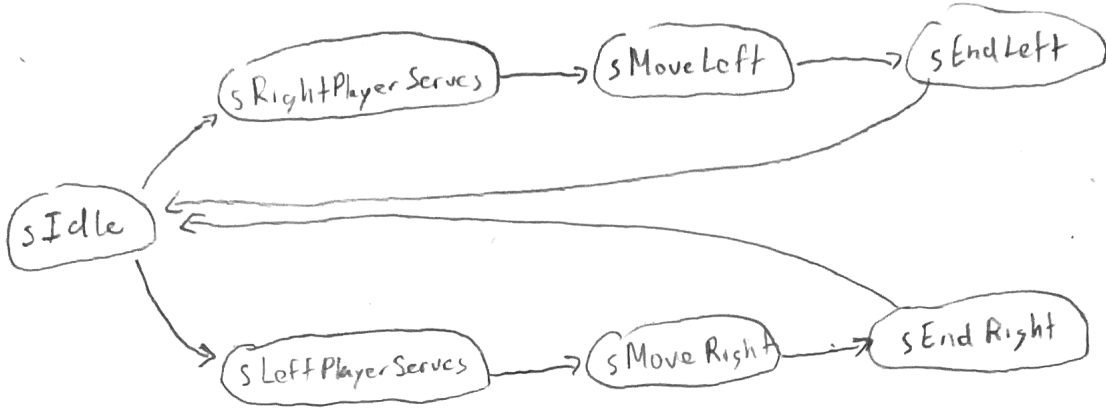 sRightPlayerServes
sMoveLeft
sEndLeft
sIdle
sLeftPlayerServes
sMoveRight
sEndRight